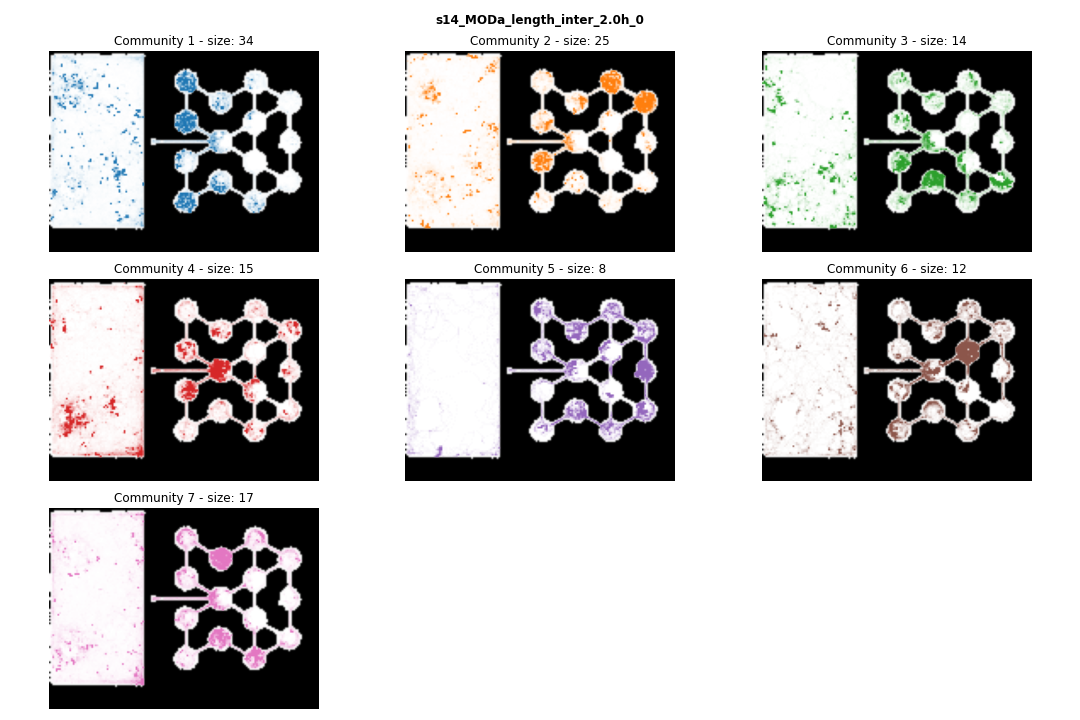 s14_MODa_length_inter_2.0h_0
Community 1 - size: 34
Community 2 - size: 25
Community 3 - size: 14
Community 4 - size: 15
Community 5 - size: 8
Community 6 - size: 12
Community 7 - size: 17